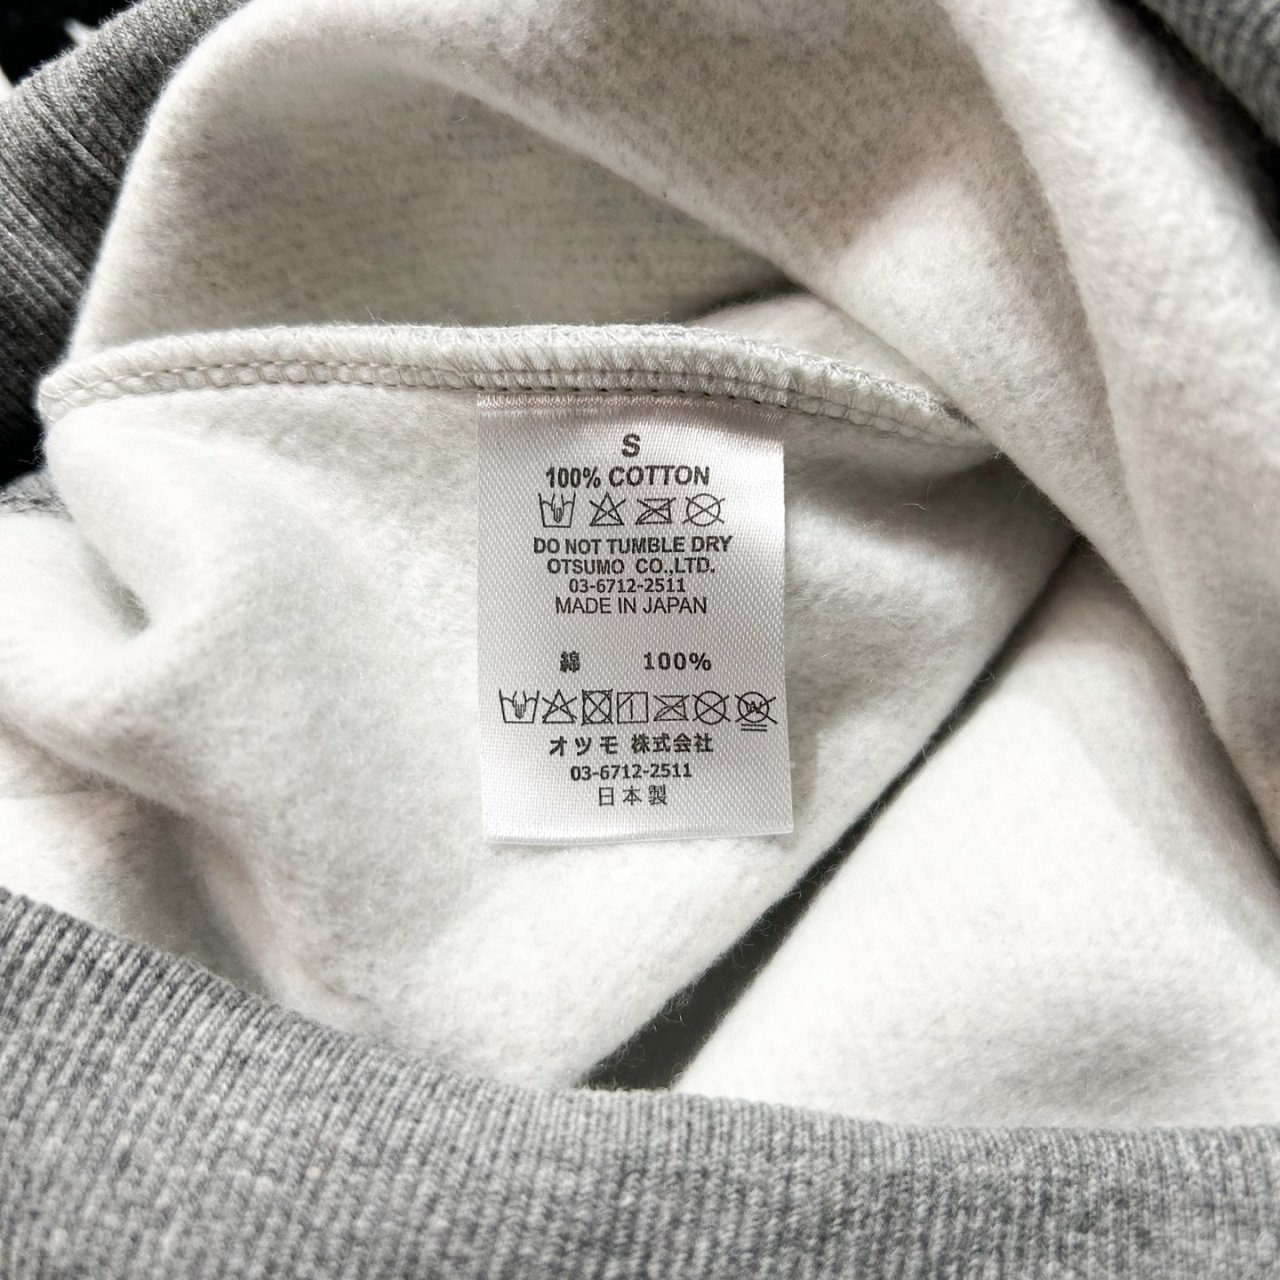 S
100% COTTON
DO NOT TUMBLE DRY
OTSUMO CO.,LTD.
03-6712-2511
MADE IN JAPAN
綿 100%
オツモ 株式会社
03-6712-2511
日本製